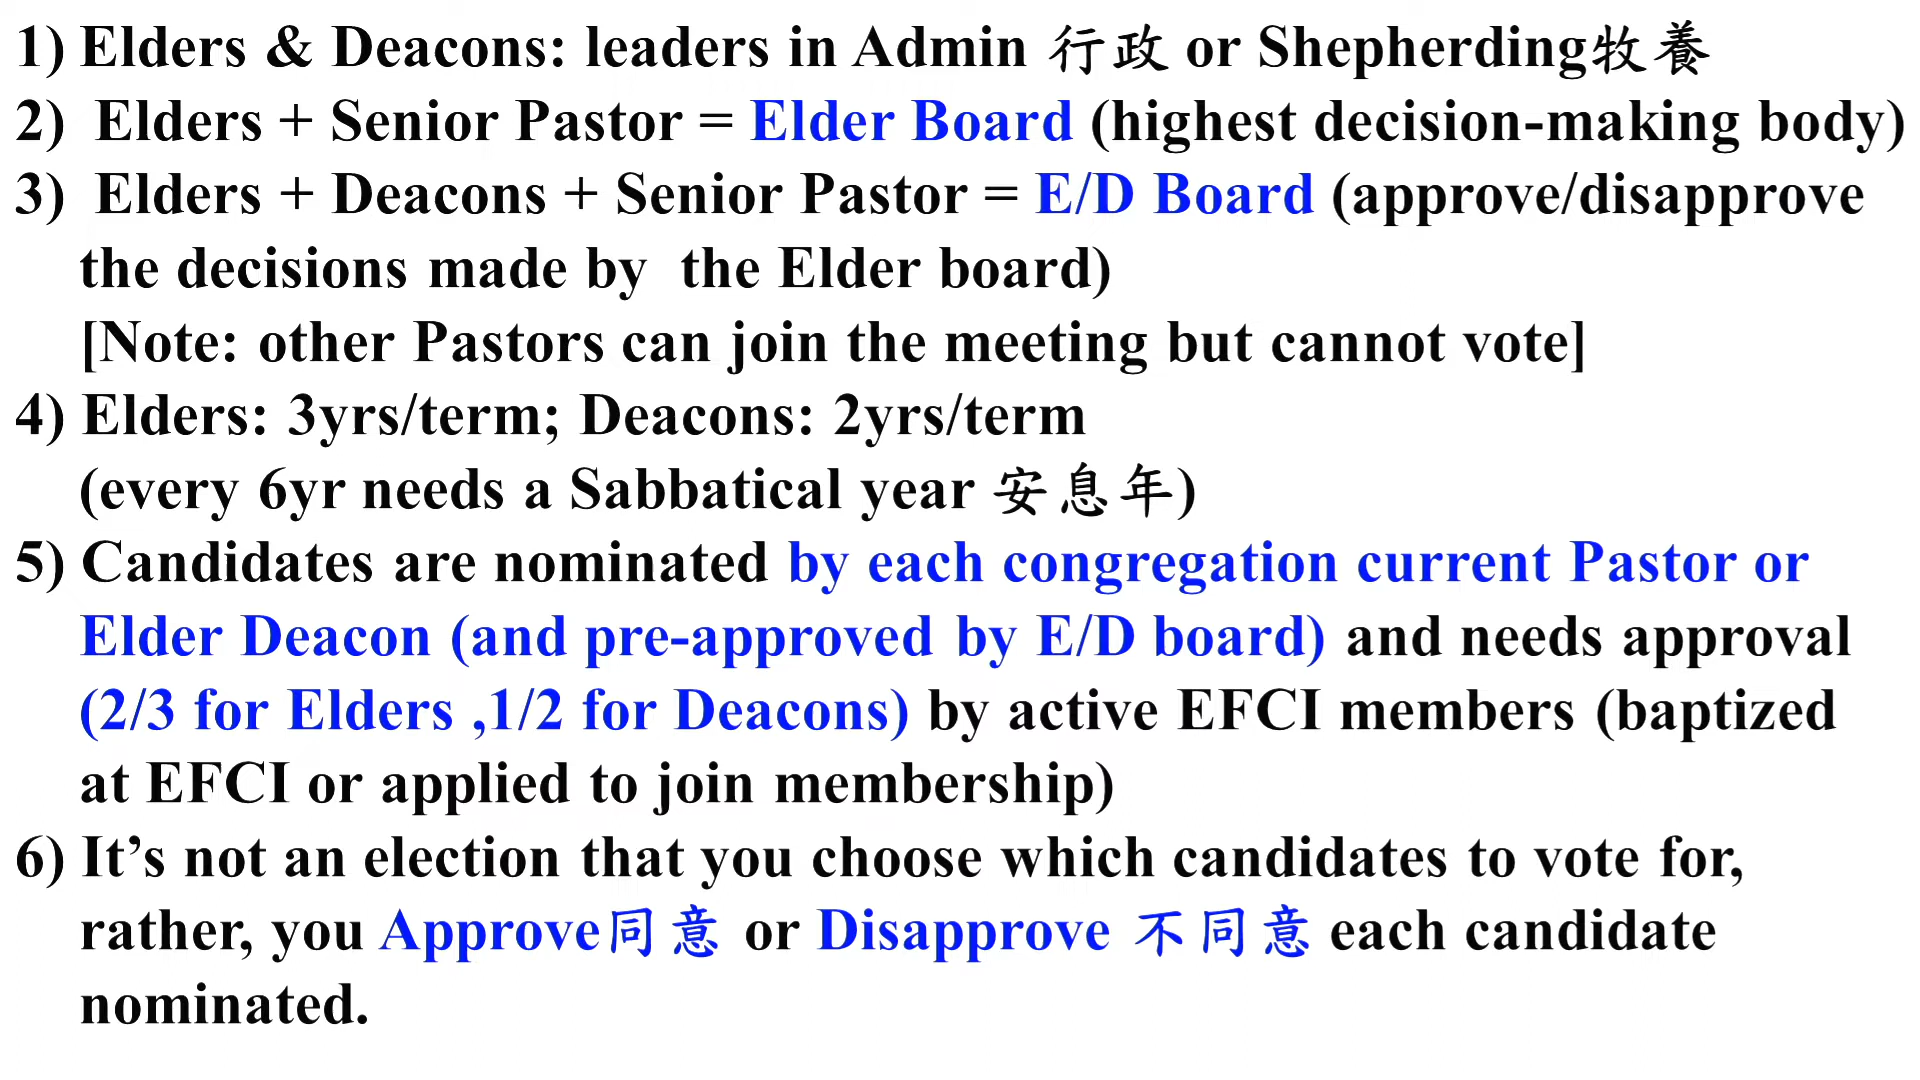 1) Elders & Deacons: leaders in Admin 行政 or Shepherding牧養
2) Elders + Senior Pastor = Elder Board (highest decision-making body)
3) Elders + Deacons + Senior Pastor = E/D Board (approve/disapprove
the decisions made by the Elder board)
[Note: other Pastors can join the meeting but cannot vote]
4) Elders: 3yrs/term; Deacons: 2yrs/term
(every 6yr needs a Sabbatical year 安息年)
5) Candidates are nominated by each congregation current Pastor or
Elder Deacon (and pre-approved by E/D board) and needs approval
(2/3 for Elders ,1/2 for Deacons) by active EFCI members (baptized
at EFCI or applied to join membership)
6) It’s not an election that you choose which candidates to vote for,
rather, you Approve同意 or Disapprove 不同意 each candidate
nominated.